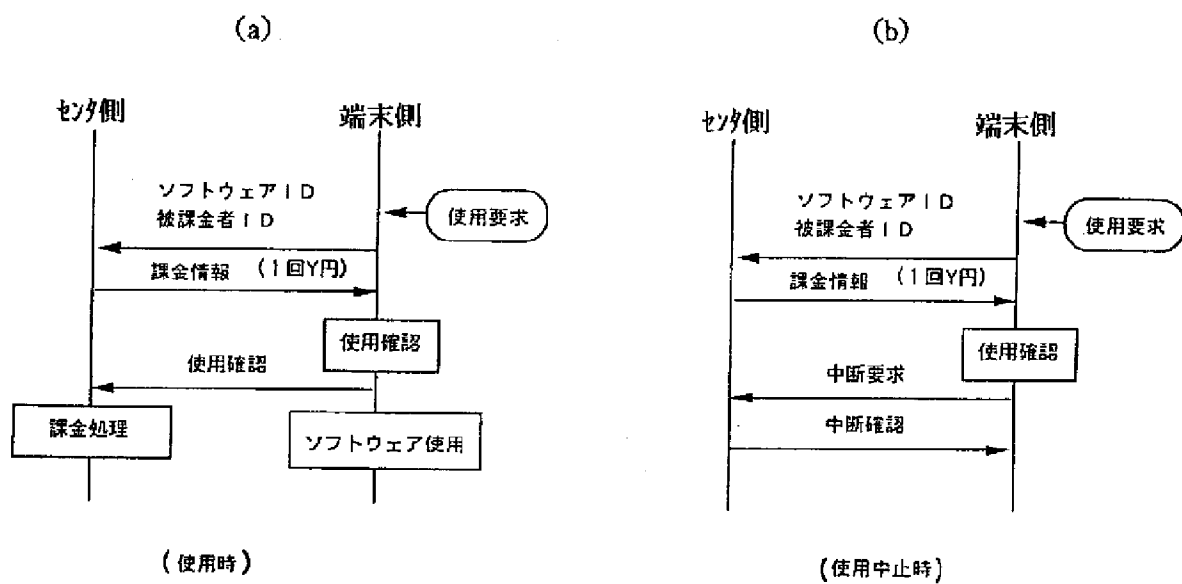 (a)
センタ側
端末側
ソフトウェアID
被課金者ID
使用要求
課金情報 (1回Y円)
使用確認
使用確認
課金処理
ソフトウェア使用
(使用時)
(b)
センタ側
端末側
ソフトウェアID
被課金者ID
使用要求
課金情報 (1回Y円)
使用確認
中断要求
中断確認
(使用中止時)